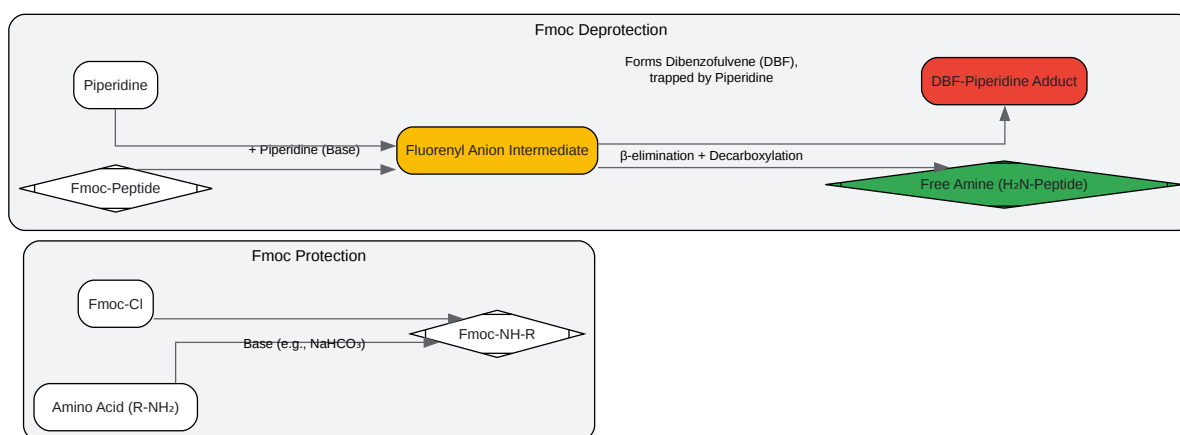 Fmoc Deprotection
Forms Dibenzofulvene (DBF),
trapped by Piperidine
Piperidine
DBF-Piperidine Adduct
+ Piperidine (Base)
Fluorenyl Anion Intermediate
β-elimination + Decarboxylation
Fmoc-Peptide
Free Amine (H₂N-Peptide)
Fmoc Protection
Fmoc-Cl
Fmoc-NH-R
Base (e.g., NaHCO₃)
Amino Acid (R-NH₂)